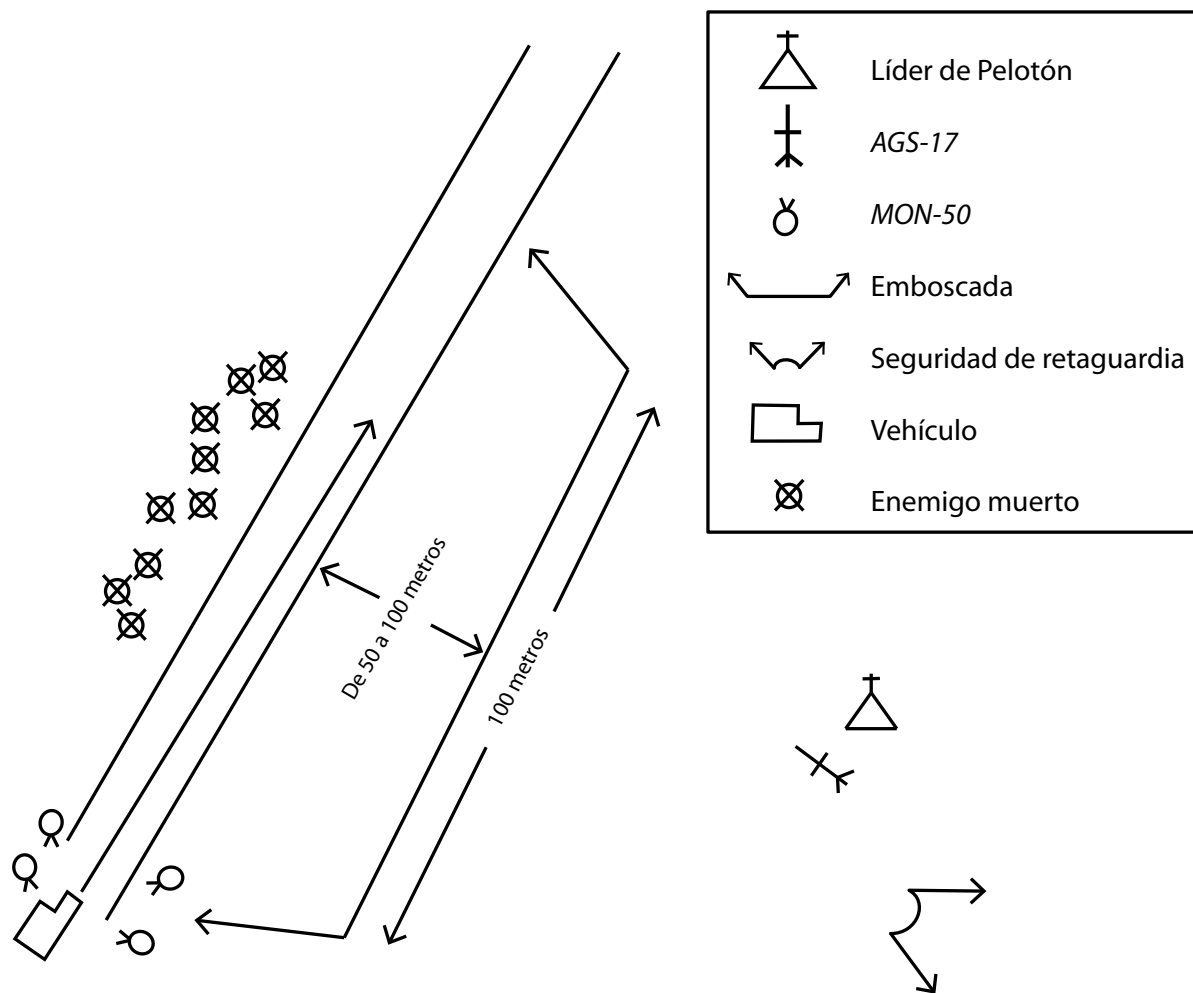 Líder de Pelotón
AGS-17
MON-50
Emboscada
Seguridad de retaguardia
Vehículo
Enemigo muerto
De 50 a 100 metros
100 metros